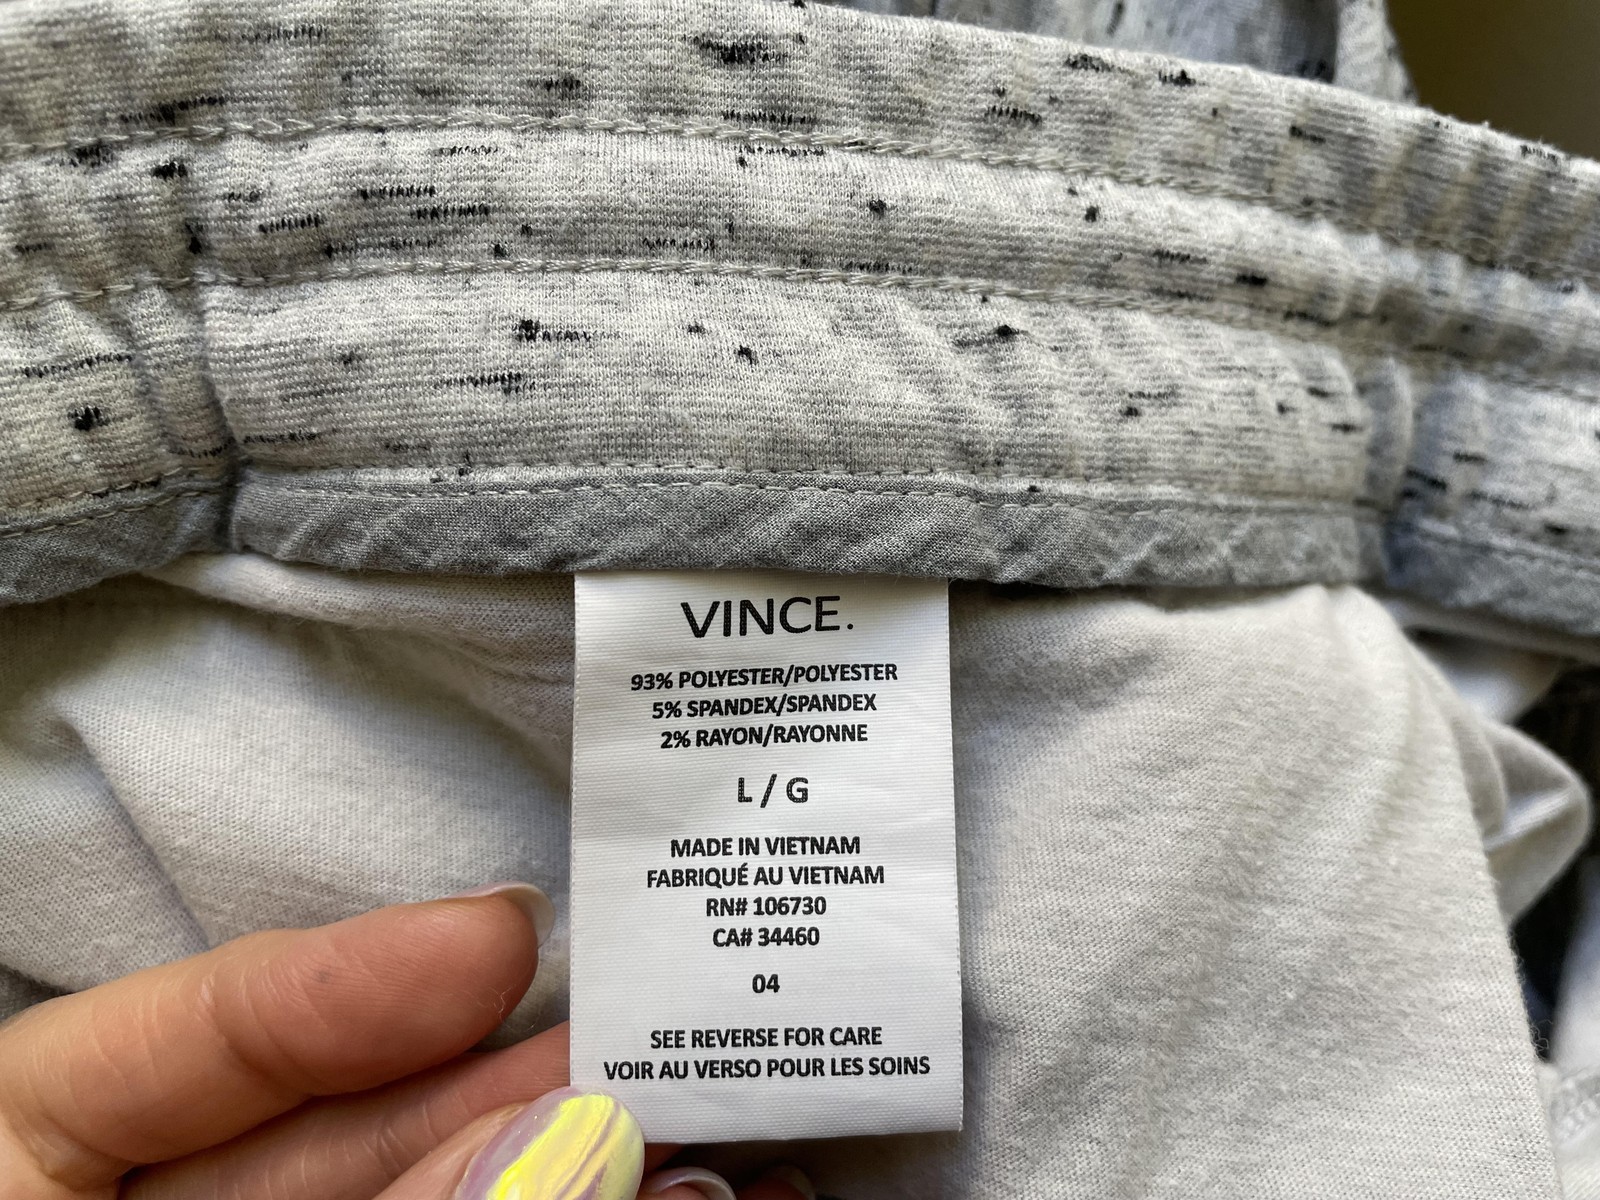 VINCE.
93% POLYESTER/POLYESTER
5% SPANDEX/SPANDEX
2% RAYON/RAYONNE
L / G
MADE IN VIETNAM
FABRIQUÉ AU VIETNAM
RN# 106730
CA# 34460
04
SEE REVERSE FOR CARE
VOIR AU VERSO POUR LES SOINS